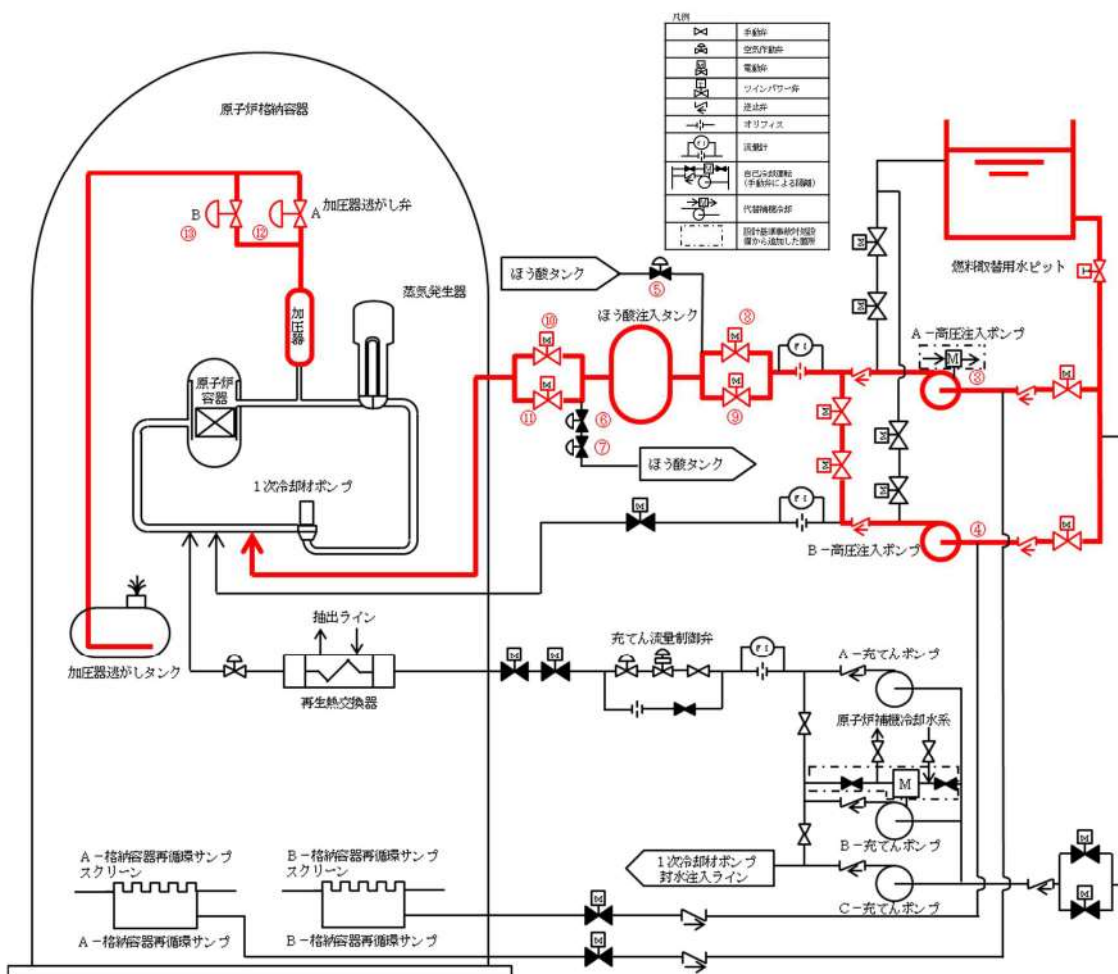 凡例
手動弁
空気作動弁
電動弁
ツインパワー弁
逆止弁
オリフィス
FI
流量計
自己冷却運転
(手動弁による隔離)
M
代替補機冷却
設計基準事故対処設
備から追加した箇所
原子炉格納容器
加圧器逃がし弁
B
A
⑬
⑫
加圧器
蒸気発生器
原子炉
容器
1次冷却材ポンプ
加圧器逃がしタンク
ほう酸タンク
⑤
ほう酸注入タンク
⑩
⑧
⑪
⑨
⑥
⑦
ほう酸タンク
FI
FI
燃料取替用水ピット
A-高圧注入ポンプ
M
③
④
B-高圧注入ポンプ
抽出ライン
再生熱交換器
充てん流量制御弁
FI
A-充てんポンプ
原子炉補機冷却水系
M
B-充てんポンプ
1次冷却材ポンプ
封水注入ライン
C-充てんポンプ
A-格納容器再循環サンプ
スクリーン
B-格納容器再循環サンプ
スクリーン
A-格納容器再循環サンプ
B-格納容器再循環サンプ